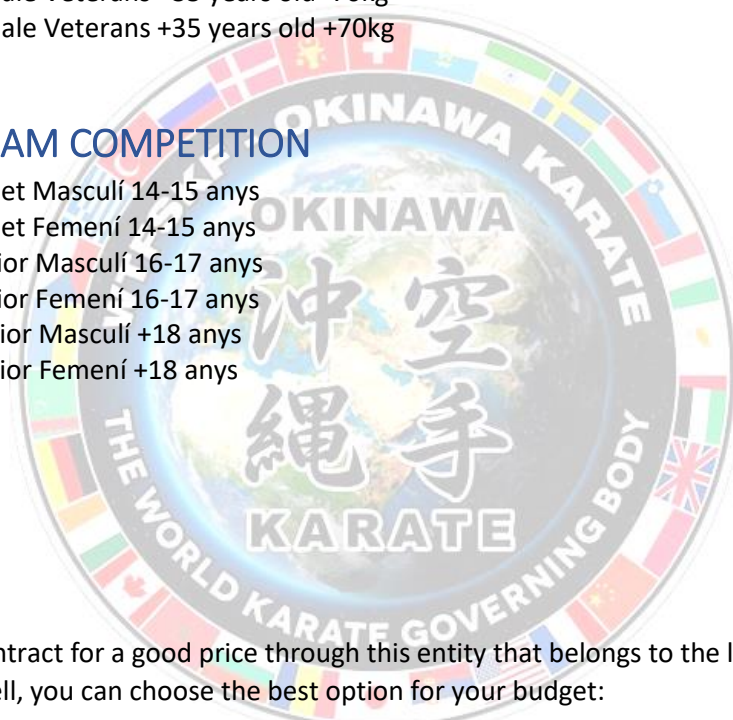 ale Veterans +35 years old +70kg
AM COMPETITION
et Masculí 14-15 anys
et Femení 14-15 anys
ior Masculí 16-17 anys
ior Femení 16-17 anys
ior Masculí +18 anys
ior Femení +18 anys
OKINAWA KARATE
OKINAWA
沖空
縄手
KARATE
THE WORLD KARATE GOVERNING BODY
ntract for a good price through this entity that belongs to the
ell, you can choose the best option for your budget: